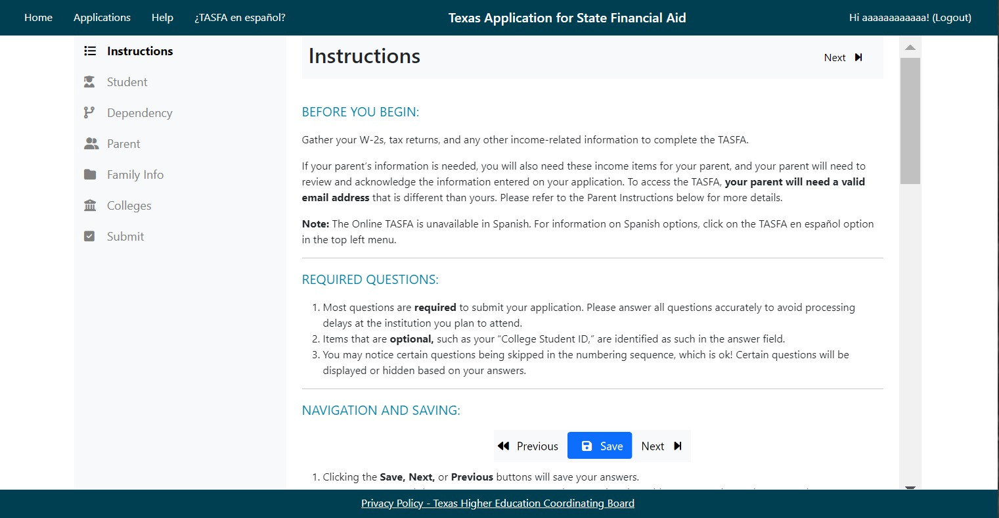 Home Applications Help ¿TASFA en español? Texas Application for State Financial Aid Hi aaaaaaaaaaaa! (Logout)
Instructions
Student
Dependency
Parent
Family Info
Colleges
Submit
Instructions Next
BEFORE YOU BEGIN:
Gather your W-2s, tax returns, and any other income-related information to complete the TASFA.
If your parent’s information is needed, you will also need these income items for your parent, and your parent will need to
review and acknowledge the information entered on your application. To access the TASFA, your parent will need a valid
email address that is different than yours. Please refer to the Parent Instructions below for more details.
Note: The Online TASFA is unavailable in Spanish. For information on Spanish options, click on the TASFA en español option
in the top left menu.
REQUIRED QUESTIONS:
1. Most questions are required to submit your application. Please answer all questions accurately to avoid processing
delays at the institution you plan to attend.
2. Items that are optional, such as your “College Student ID,” are identified as such in the answer field.
3. You may notice certain questions being skipped in the numbering sequence, which is ok! Certain questions will be
displayed or hidden based on your answers.
NAVIGATION AND SAVING:
Previous Save Next
1. Clicking the Save, Next, or Previous buttons will save your answers.
Privacy Policy - Texas Higher Education Coordinating Board